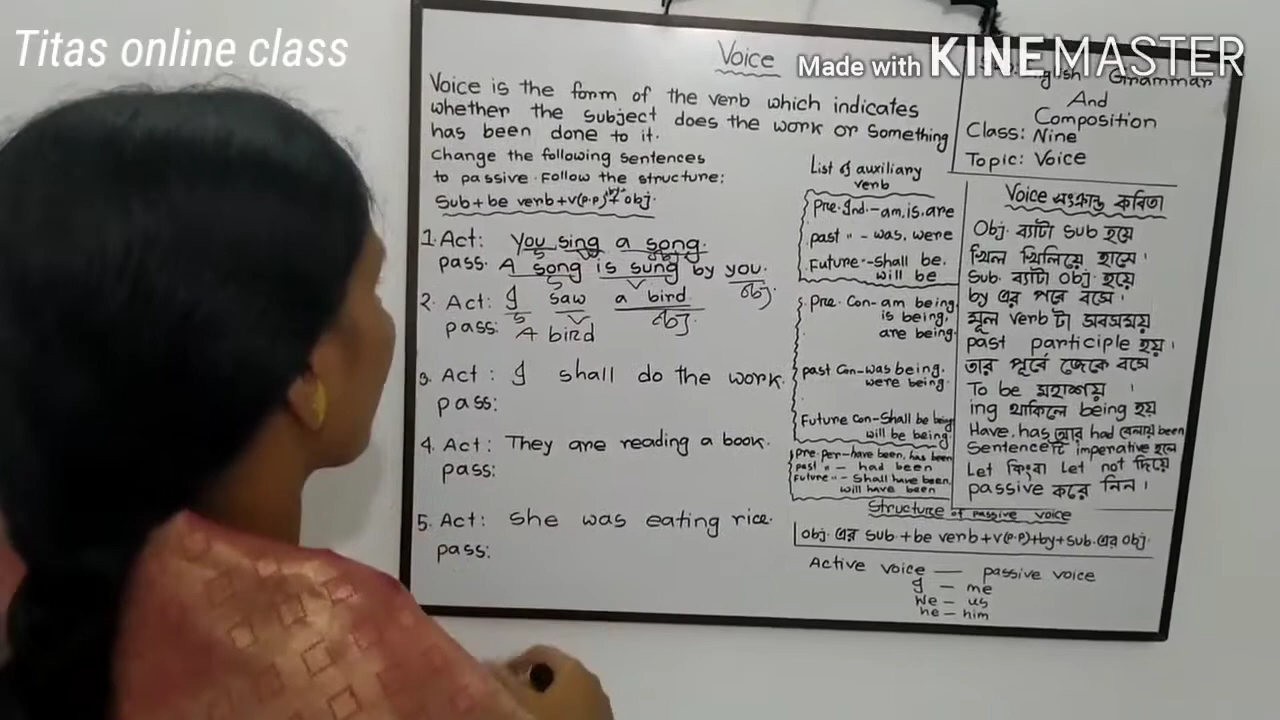 Titas online class
Made with KINEMASTER
Voice
Voice is the form of the verb which indicates
whether the subject does the work or something
has been done to it.
Change the following sentences
to passive. Follow the structure:
Sub+be verb+v(p.p)+by+obj.
1. Act: You sing a song.
S V obj.
pass: A song is sung by you.
S V obj
2. Act: I saw a bird.
S V obj.
pass: A bird
3. Act: I shall do the work.
pass:
4. Act: They are reading a book.
pass:
5. Act: She was eating rice.
pass:
List of auxiliary
verb
Pre. Ind.-am, is, are
past " - was, were
Future--shall be,
will be
Pre. Con-am being
is being,
are being.
past Con-was being,
were being.
Future Con-Shall be being
will be being.
Pre. per-have been, has been
past " - had been
Future " - Shall have been,
will have been
English Grammar
And
Composition
Class: Nine
Topic: Voice
Voice সংক্রান্ত কবিতা
Obj. ব্যাটা sub হয়ে
খিল খিলিয়ে হাসে।
Sub. ব্যাটা obj. হয়ে
by এর পরে বসে।
মূল verb টা সবসময়
past participle হয়।
তার পূর্বে জেকে বসে
To be মহাশয়।
ing থাকিলে being হয়
Have, has আর had বেলায় been
Sentence টি imperative হলে
Let কিংবা Let not দিয়ে
passive করে নিন।
Structure of passive voice
obj. এর sub + be verb+v(p.p)+by+sub.এর obj.
Active voice — passive voice
I — me
We — us
he — him